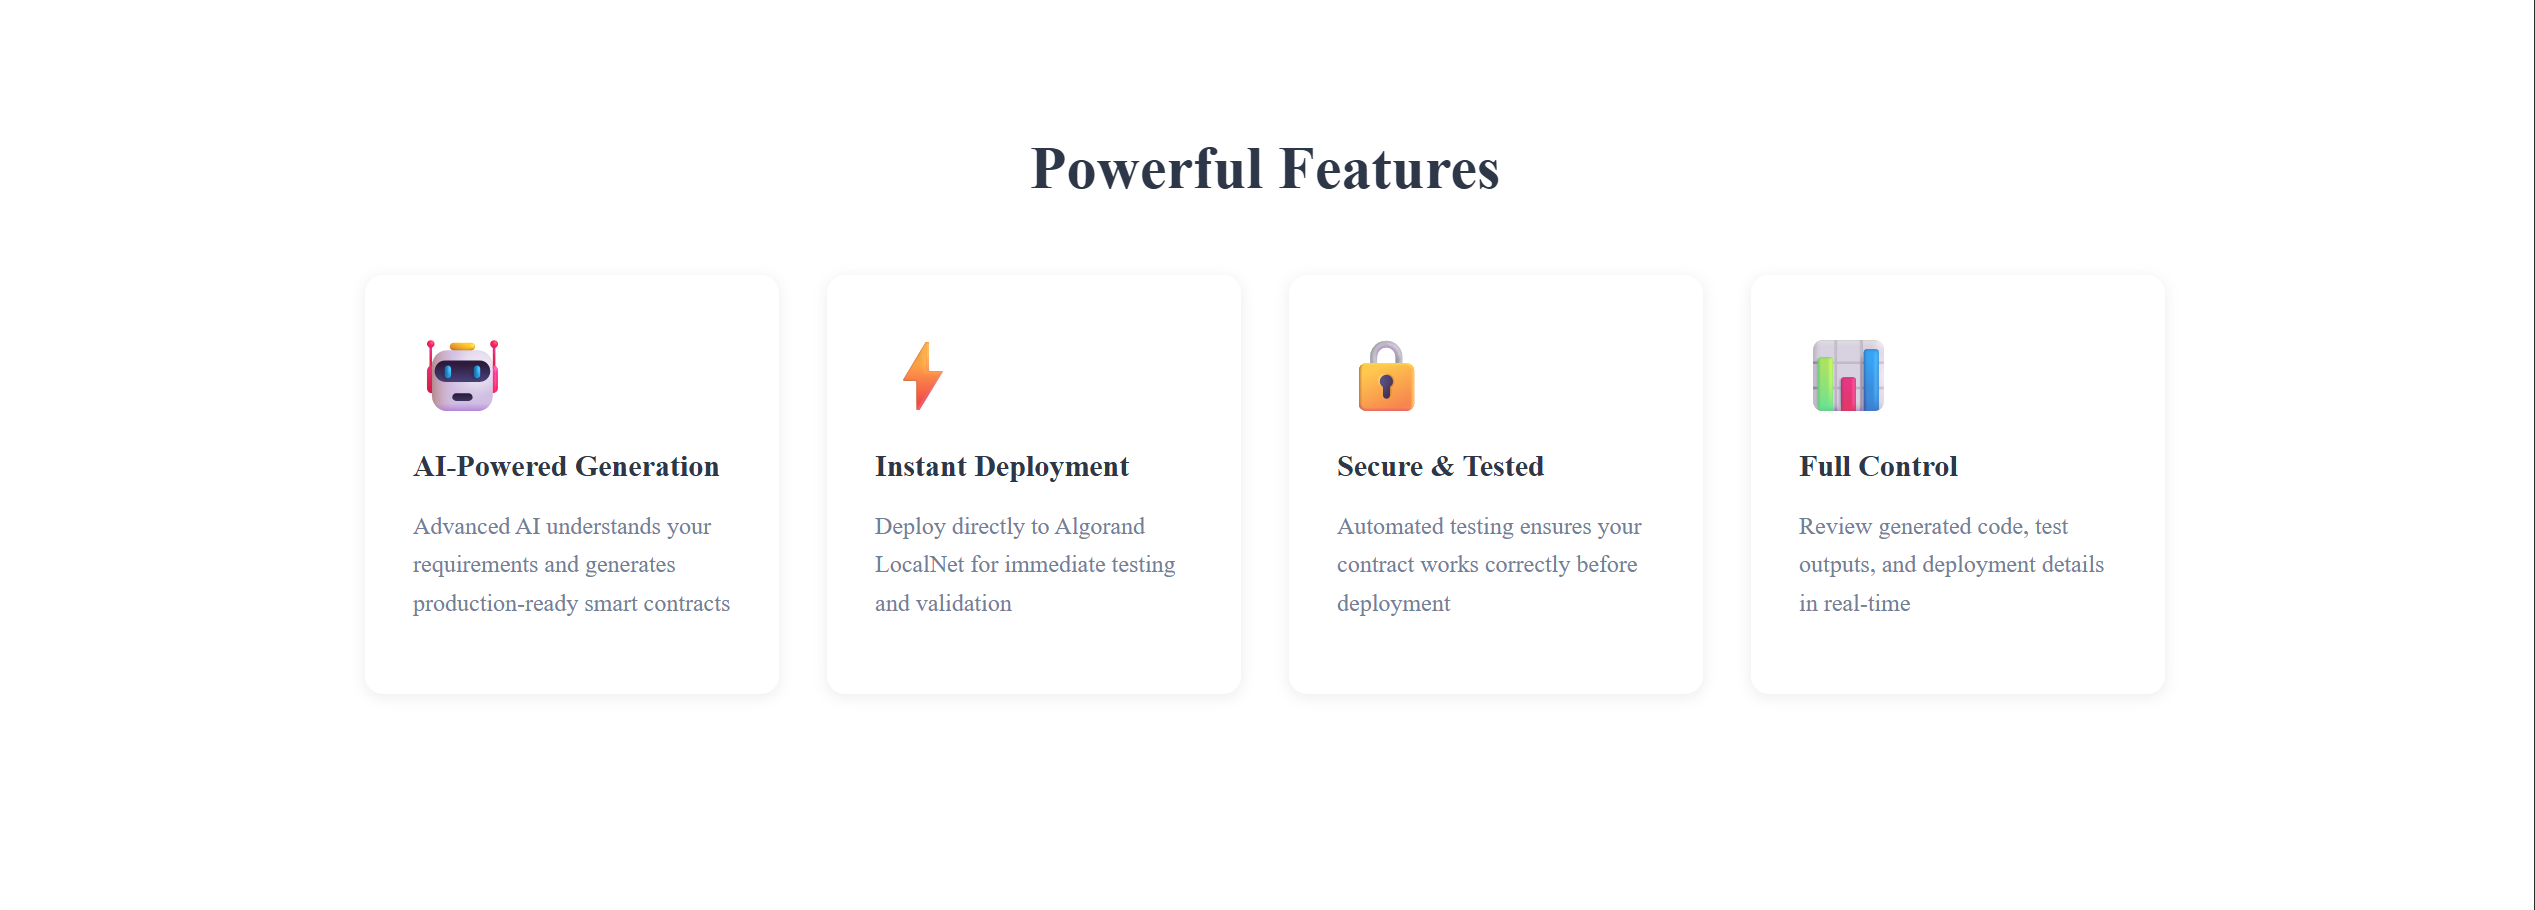 Powerful Features
AI-Powered Generation
Advanced AI understands your
requirements and generates
production-ready smart contracts
Instant Deployment
Deploy directly to Algorand
LocalNet for immediate testing
and validation
Secure & Tested
Automated testing ensures your
contract works correctly before
deployment
Full Control
Review generated code, test
outputs, and deployment details
in real-time